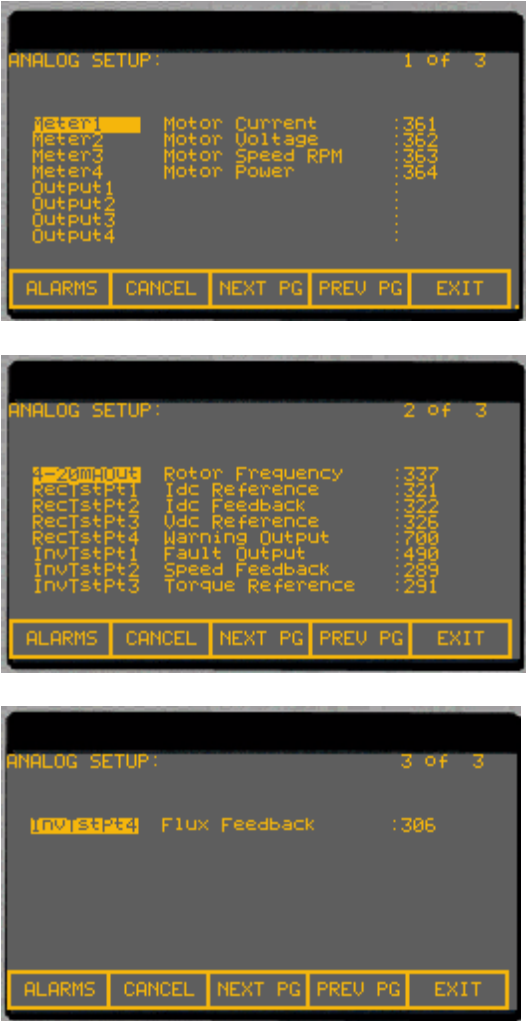 ANALOG SETUP: 1 of 3
Meter1 Motor Current :361
Meter2 Motor Voltage :362
Meter3 Motor Speed RPM :363
Meter4 Motor Power :364
Output1 :
Output2 :
Output3 :
Output4 :
ALARMS CANCEL NEXT PG PREV PG EXIT
ANALOG SETUP: 2 of 3
4-20mAOut Rotor Frequency :337
RecTstPt1 Idc Reference :321
RecTstPt2 Idc Feedback :322
RecTstPt3 Vdc Reference :326
RecTstPt4 Warning Output :700
InvTstPt1 Fault Output :490
InvTstPt2 Speed Feedback :289
InvTstPt3 Torque Reference :291
ALARMS CANCEL NEXT PG PREV PG EXIT
ANALOG SETUP: 3 of 3
InvTstPt4 Flux Feedback :306
ALARMS CANCEL NEXT PG PREV PG EXIT